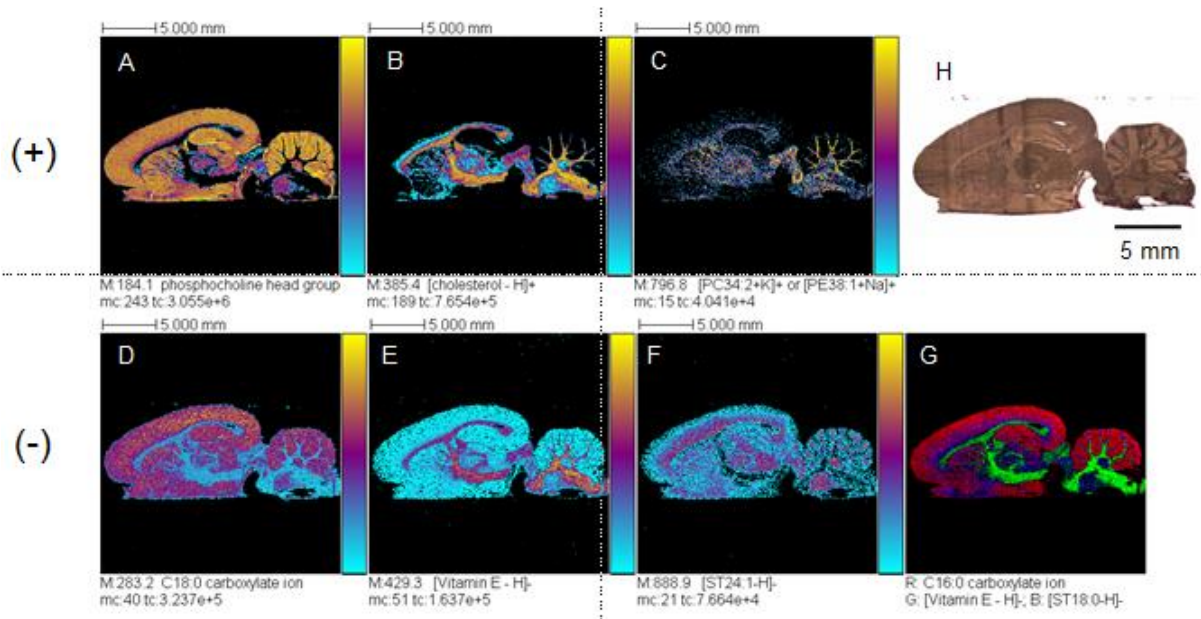 5.000 mm
5.000 mm
5.000 mm
A
B
C
H
(+)
5 mm
M:184.1 phosphocholine head group
mc:243 tc:3.055e+6
M:385.4 [cholesterol - H]+
mc:189 tc:7.654e+5
M:796.8 [PC34:2+K]+ or [PE38:1+Na]+
mc:15 tc:4.041e+4
5.000 mm
5.000 mm
5.000 mm
D
E
F
G
(-)
M:283.2 C18:0 carboxylate ion
mc:40 tc:3.237e+5
M:429.3 [Vitamin E - H]-
mc:51 tc:1.637e+5
M:888.9 [ST24:1-H]-
mc:21 tc:7.664e+4
R: C16:0 carboxylate ion
G: [Vitamin E - H]-, B: [ST18:0-H]-